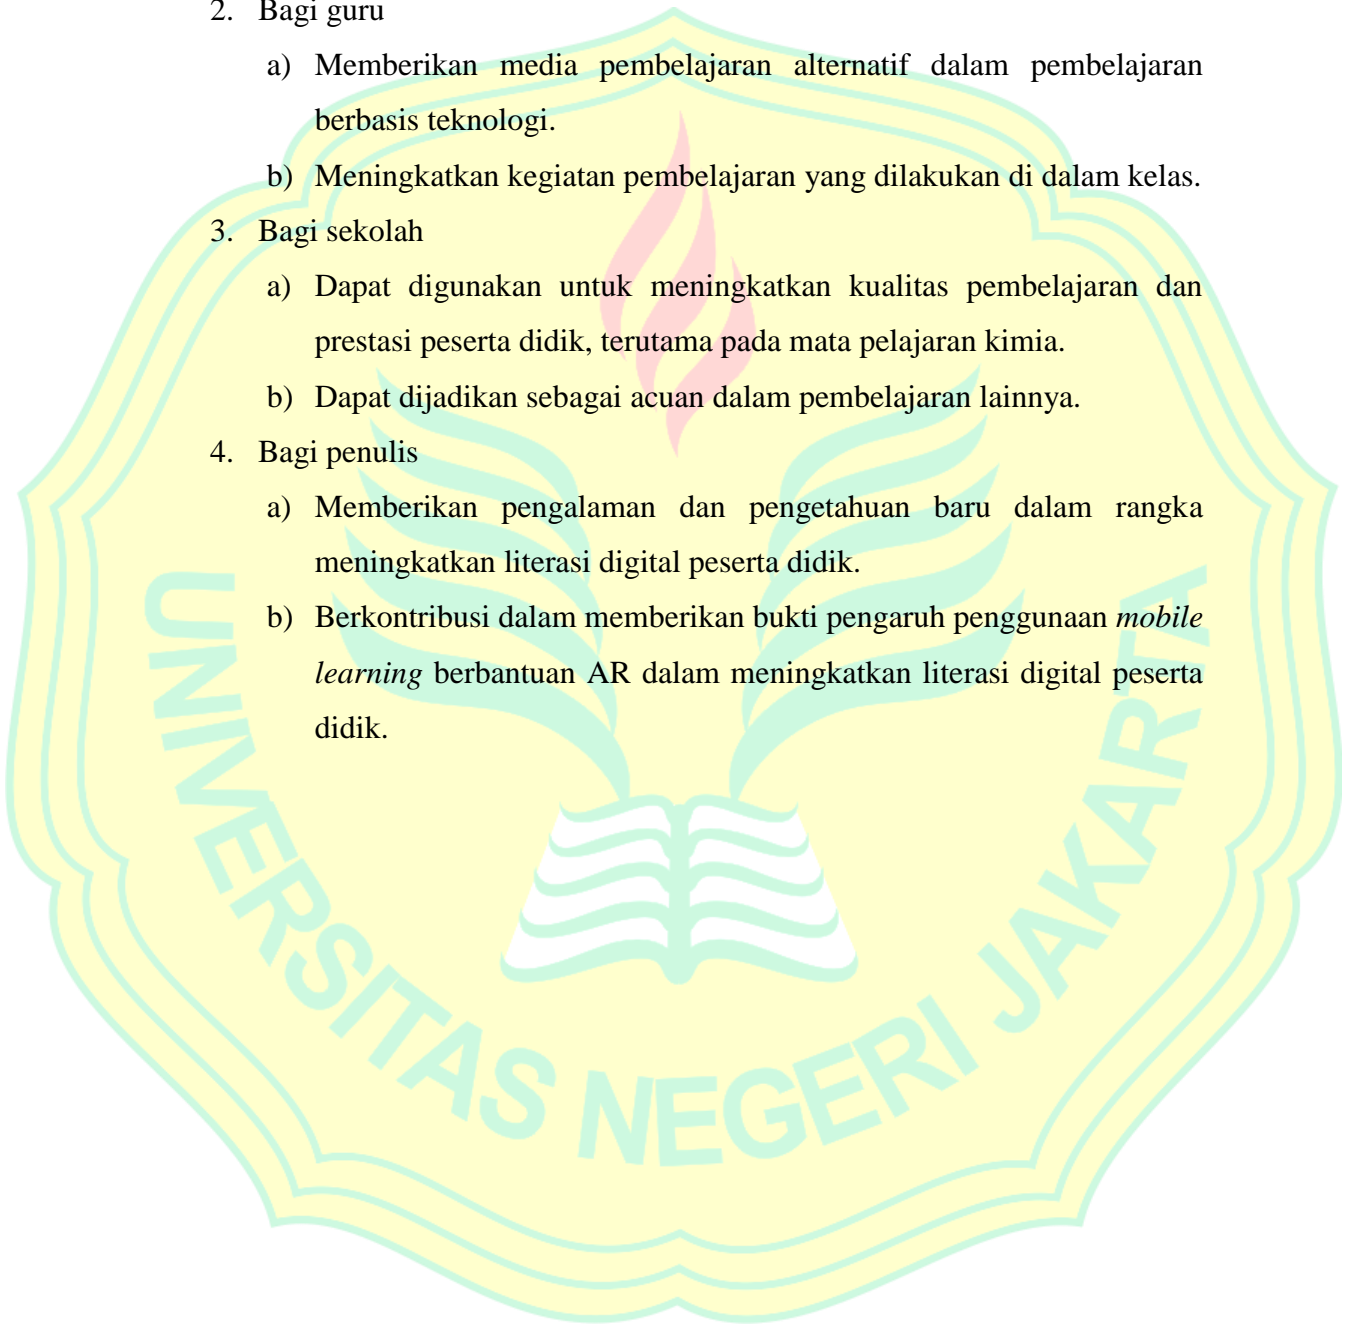 2. Bagi guru
a) Memberikan media pembelajaran alternatif dalam pembelajaran
berbasis teknologi.
b) Meningkatkan kegiatan pembelajaran yang dilakukan di dalam kelas.
3. Bagi sekolah
a) Dapat digunakan untuk meningkatkan kualitas pembelajaran dan
prestasi peserta didik, terutama pada mata pelajaran kimia.
b) Dapat dijadikan sebagai acuan dalam pembelajaran lainnya.
4. Bagi penulis
a) Memberikan pengalaman dan pengetahuan baru dalam rangka
meningkatkan literasi digital peserta didik.
b) Berkontribusi dalam memberikan bukti pengaruh penggunaan mobile
learning berbantuan AR dalam meningkatkan literasi digital peserta
didik.
UNIVERSITAS NEGERI JAKARTA